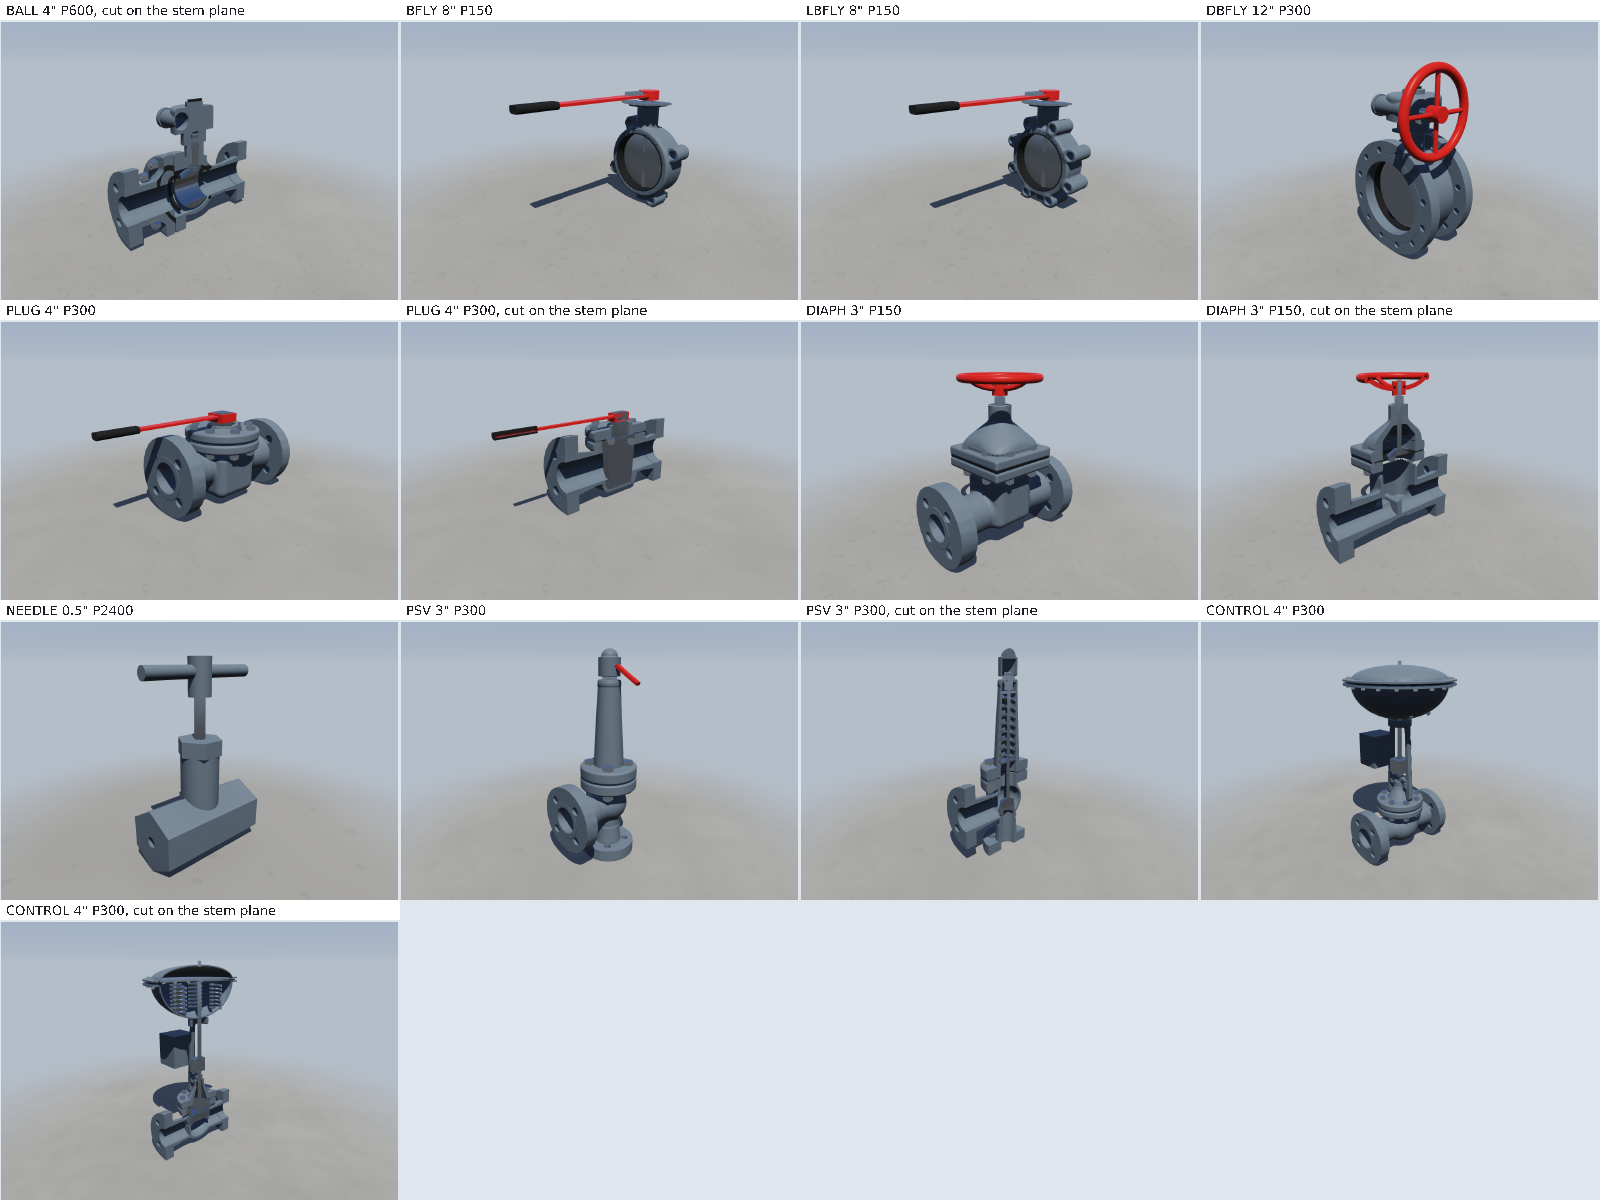 BALL 4" P600, cut on the stem plane
BFLY 8" P150
LBFLY 8" P150
DBFLY 12" P300
PLUG 4" P300
PLUG 4" P300, cut on the stem plane
DIAPH 3" P150
DIAPH 3" P150, cut on the stem plane
NEEDLE 0.5" P2400
PSV 3" P300
PSV 3" P300, cut on the stem plane
CONTROL 4" P300
CONTROL 4" P300, cut on the stem plane